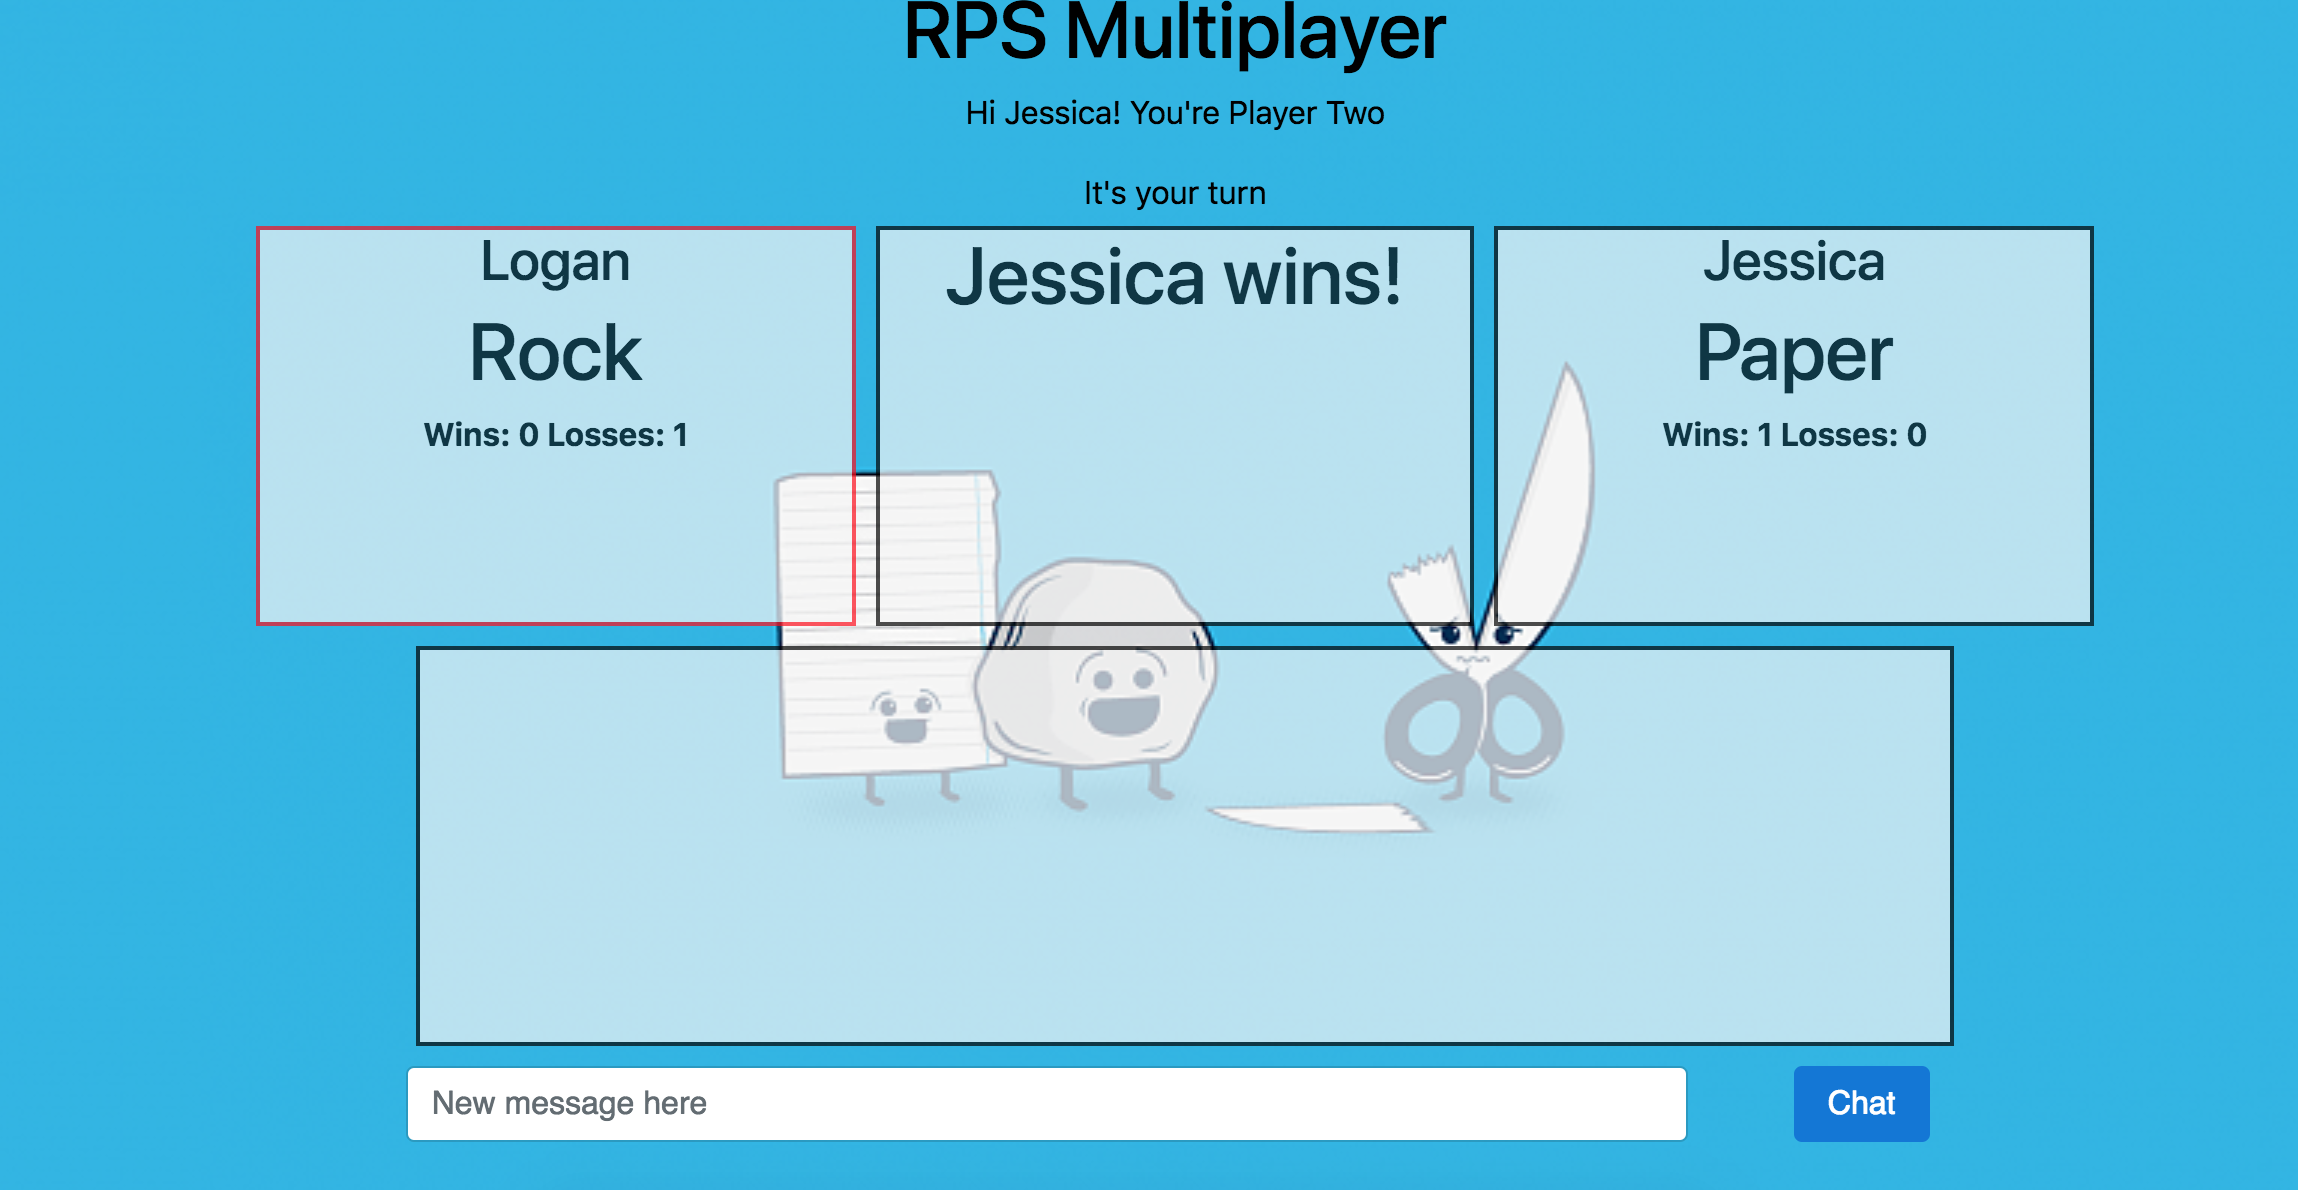 RPS Multiplayer
Hi Jessica! You're Player Two
It's your turn
Logan
Rock
Wins: 0 Losses: 1
Jessica wins!
Jessica
Paper
Wins: 1 Losses: 0
New message here
Chat